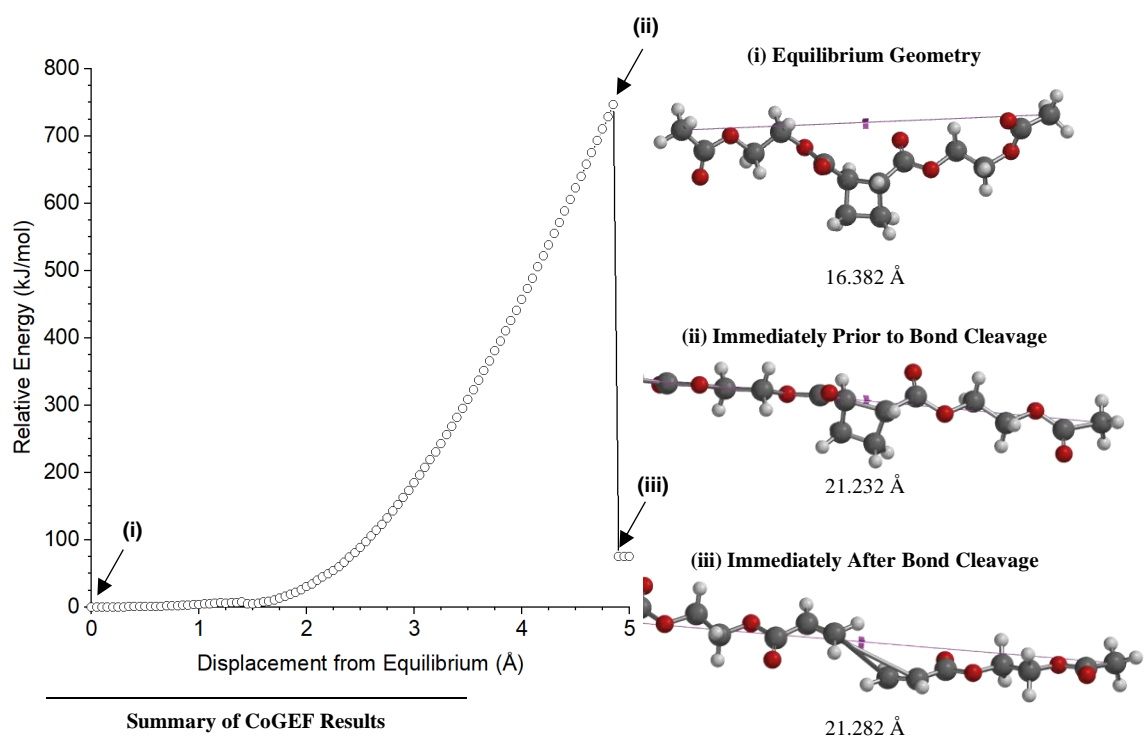 (ii)
(i) Equilibrium Geometry
800
700
600
500
400
300
200
100
0
Relative Energy (kJ/mol)
(i)
(iii)
0
1
2
3
4
5
Displacement from Equilibrium (Å)
Summary of CoGEF Results
16.382 Å
(ii) Immediately Prior to Bond Cleavage
21.232 Å
(iii) Immediately After Bond Cleavage
21.282 Å